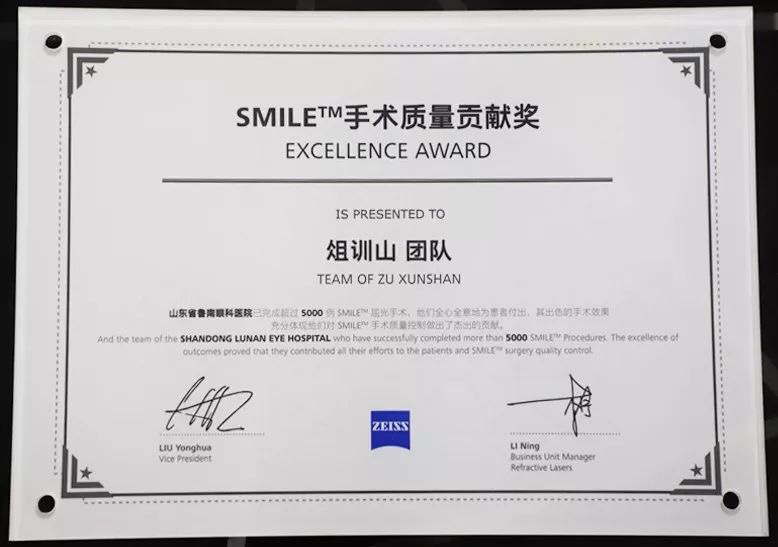 SMILE™手术质量贡献奖
EXCELLENCE AWARD
IS PRESENTED TO
俎训山 团队
TEAM OF ZU XUNSHAN
山东省鲁南眼科医院已完成超过 5000 例 SMILE™ 屈光手术、他们全心全意地为患者付出、其出色的手术效果
充分体现他们对 SMILE™ 手术质量控制做出了杰出的贡献。
And the team of the SHANDONG LUNAN EYE HOSPITAL who have successfully completed more than 5000 SMILE™ Procedures. The excellence of
outcomes proved that they contributed all their efforts to the patients and SMILE™ surgery quality control.
ZEISS
LIU Yonghua
Vice President
LI Ning
Business Unit Manager
Refractive Lasers